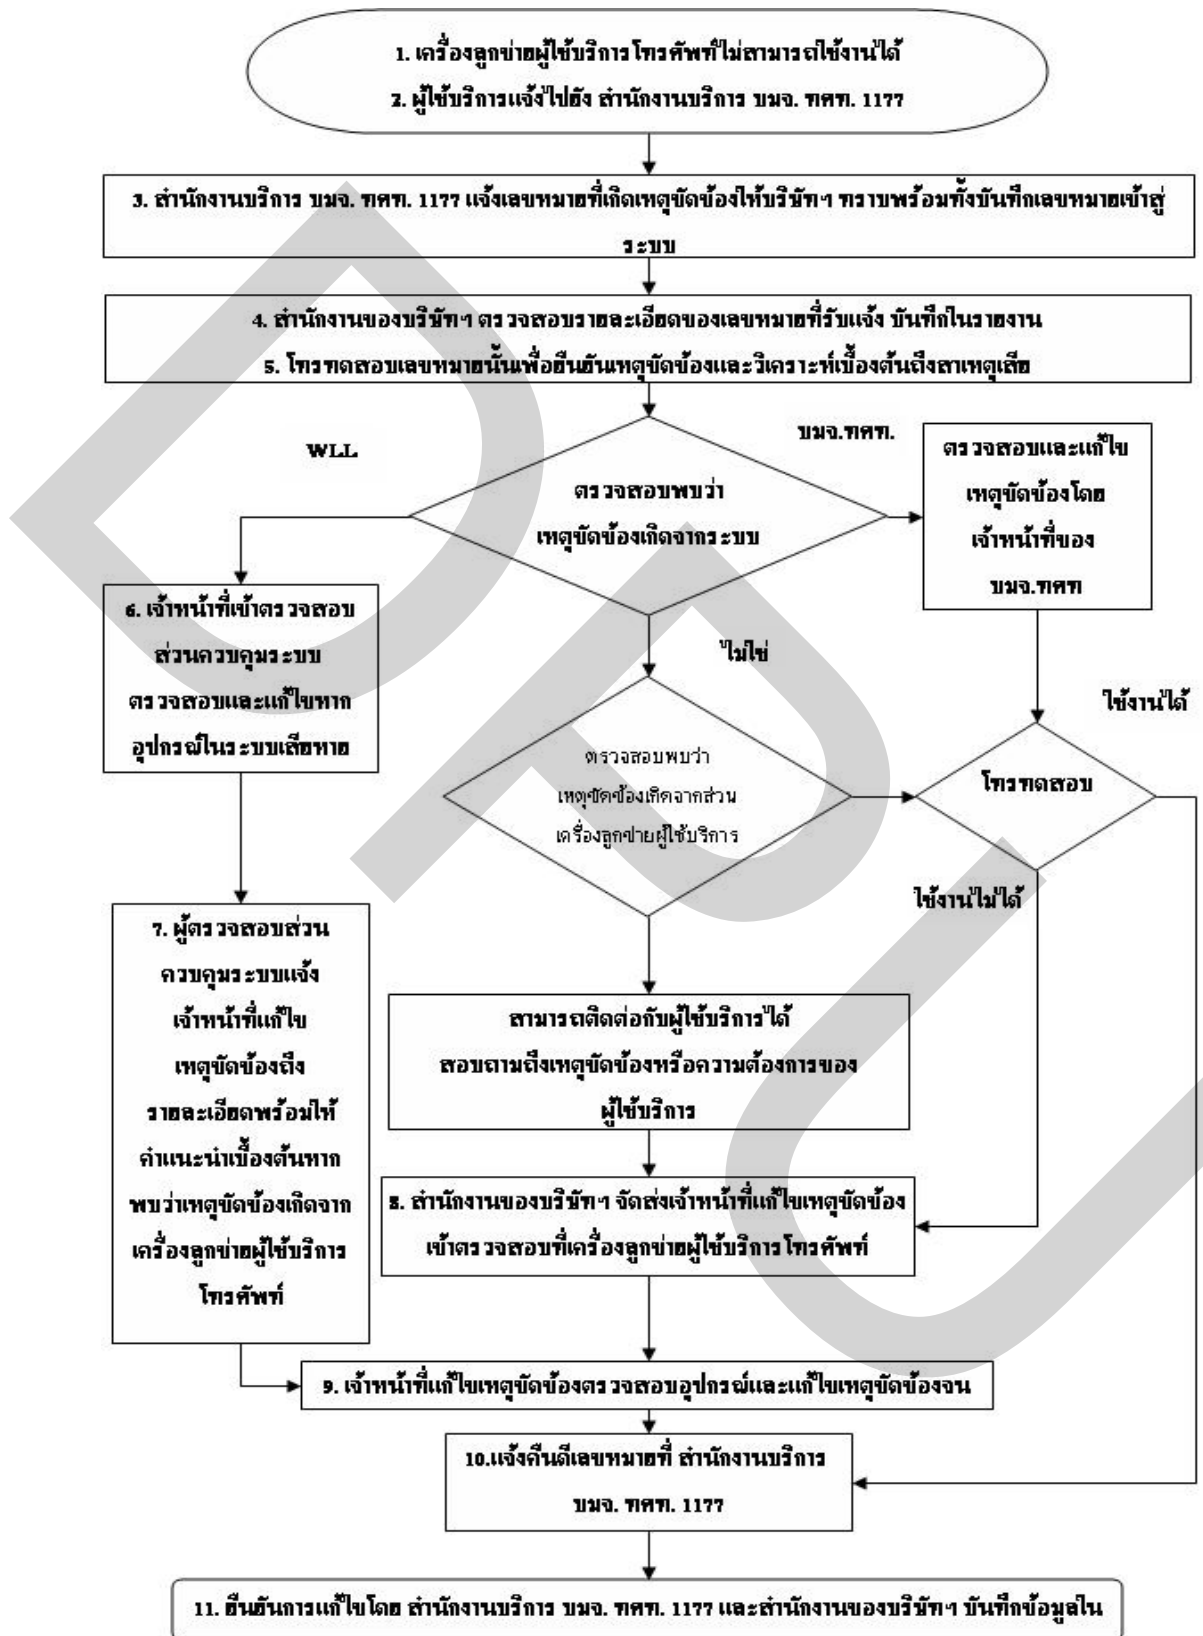 1. เครื่องลูกข่ายผู้ใช้บริการโทรศัพท์ไม่สามารถใช้งานได้
2. ผู้ใช้บริการแจ้งไปยัง สำนักงานบริการ บมจ. ทศท. 1177
3. สำนักงานบริการ บมจ. ทศท. 1177 แจ้งเลขหมายที่เกิดเหตุขัดข้องให้บริษัทฯ ทราบพร้อมทั้งบันทึกเลขหมายเข้าสู่
ระบบ
4. สำนักงานของบริษัทฯ ตรวจสอบรายละเอียดของเลขหมายที่รับแจ้ง บันทึกในรายงาน
5. โทรทดสอบเลขหมายนั้นเพื่อยืนยันเหตุขัดข้องและวิเคราะห์เบื้องต้นถึงสาเหตุเสีย
WLL
บมจ.ทศท.
ตรวจสอบพบว่า
เหตุขัดข้องเกิดจากระบบ
ตรวจสอบและแก้ไข
เหตุขัดข้องโดย
เจ้าหน้าที่ของ
บมจ.ทศท
6. เจ้าหน้าที่เข้าตรวจสอบ
ส่วนควบคุมระบบ
ตรวจสอบและแก้ไขหาก
อุปกรณ์ในระบบเสียหาย
ไม่ใช่
ใช้งานได้
ตรวจสอบพบว่า
เหตุขัดข้องเกิดจากส่วน
เครื่องลูกข่ายผู้ใช้บริการ
โทรทดสอบ
ใช้งานไม่ได้
7. ผู้ตรวจสอบส่วน
ควบคุมระบบแจ้ง
เจ้าหน้าที่แก้ไข
เหตุขัดข้องถึง
รายละเอียดพร้อมให้
คำแนะนำเบื้องต้นหาก
พบว่าเหตุขัดข้องเกิดจาก
เครื่องลูกข่ายผู้ใช้บริการ
โทรศัพท์
สามารถติดต่อกับผู้ใช้บริการได้
สอบถามถึงเหตุขัดข้องหรือความต้องการของ
ผู้ใช้บริการ
8. สำนักงานของบริษัทฯ จัดส่งเจ้าหน้าที่แก้ไขเหตุขัดข้อง
เข้าตรวจสอบที่เครื่องลูกข่ายผู้ใช้บริการโทรศัพท์
9. เจ้าหน้าที่แก้ไขเหตุขัดข้องตรวจสอบอุปกรณ์และแก้ไขเหตุขัดข้องจน
10.แจ้งคืนดีเลขหมายที่ สำนักงานบริการ
บมจ. ทศท. 1177
11. ยืนยันการแก้ไขโดย สำนักงานบริการ บมจ. ทศท. 1177 และสำนักงานของบริษัทฯ บันทึกข้อมูลใน
DPU